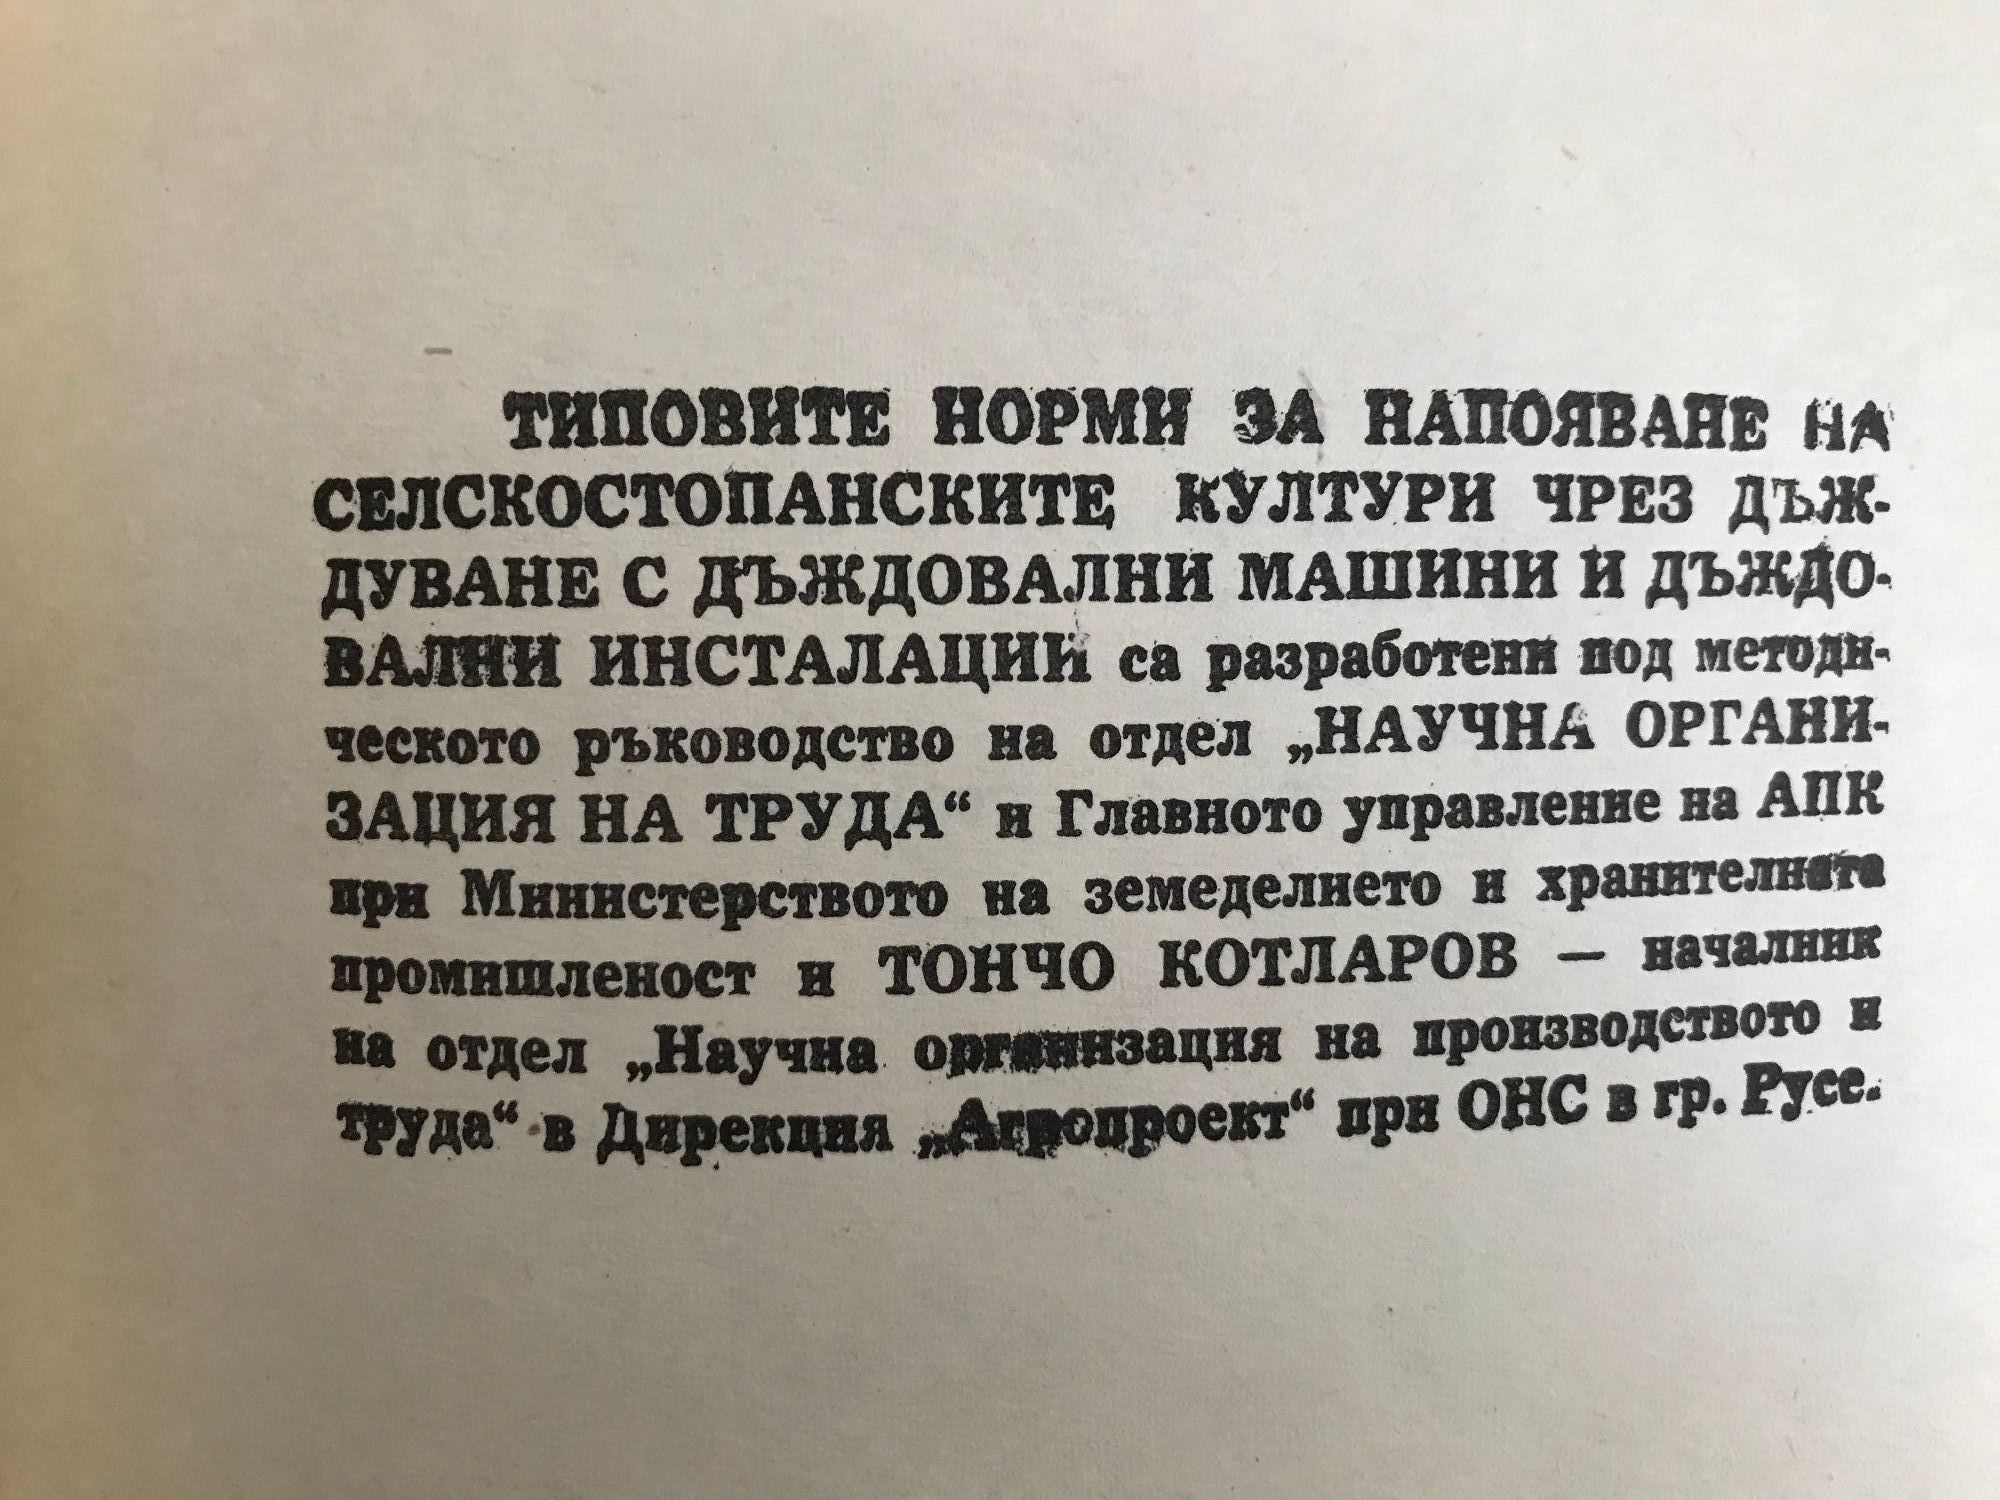 ТИПОВИТЕ НОРМИ ЗА НАПОЯВАНЕ НА
СЕЛСКОСТОПАНСКИТЕ КУЛТУРИ ЧРЕЗ ДЪЖ-
ДУВАНЕ С ДЪЖДОВАЛНИ МАШИНИ И ДЪЖДО-
ВАЛНИ ИНСТАЛАЦИИ са разработени под методи-
ческото ръководство на отдел „НАУЧНА ОРГАНИ-
ЗАЦИЯ НА ТРУДА“ и Главното управление на АПК
при Министерството на земеделието и хранителната
промишленост и ТОНЧО КОТЛАРОВ — началник
на отдел „Научна организация на производството и
труда“ в Дирекция „Агропроект“ при ОНС в гр. Русе.